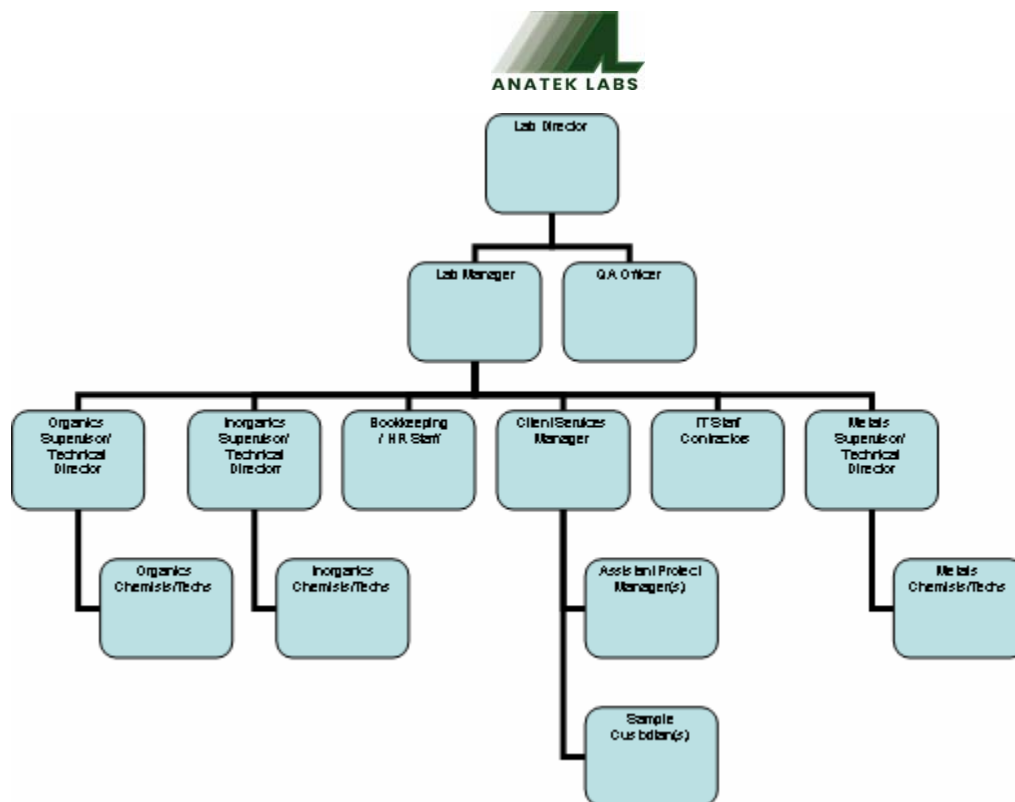 ANATEK LABS
Lab Director
Lab Manager
QA Officer
Organics
Supervisor/
Technical
Director
Inorganics
Supervisor/
Technical
Directorr
Bookkeeping
/ HR Staff
Client Services
Manager
IT Staff
Contractors
Metals
Supervisor/
Technical
Director
Organics
Chemists/Techs
Inorganics
Chemists/Techs
Assistant Project
Manager(s)
Metals
Chemists/Techs
Sample
Custodian(s)